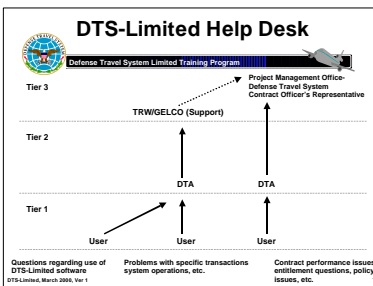 DTS-Limited Help Desk
DEFENSE TRAVEL SYSTEM
Defense Travel System Limited Training Program
Tier 3
Project Management Office-
Defense Travel System
Contract Officer's Representative
TRW/GELCO (Support)
Tier 2
DTA DTA
Tier 1
User User User
Questions regarding use of
DTS-Limited software
Problems with specific transactions
system operations, etc.
Contract performance issues
entitlement questions, policy
issues, etc.
DTS-Limited, March 2000, Ver 1